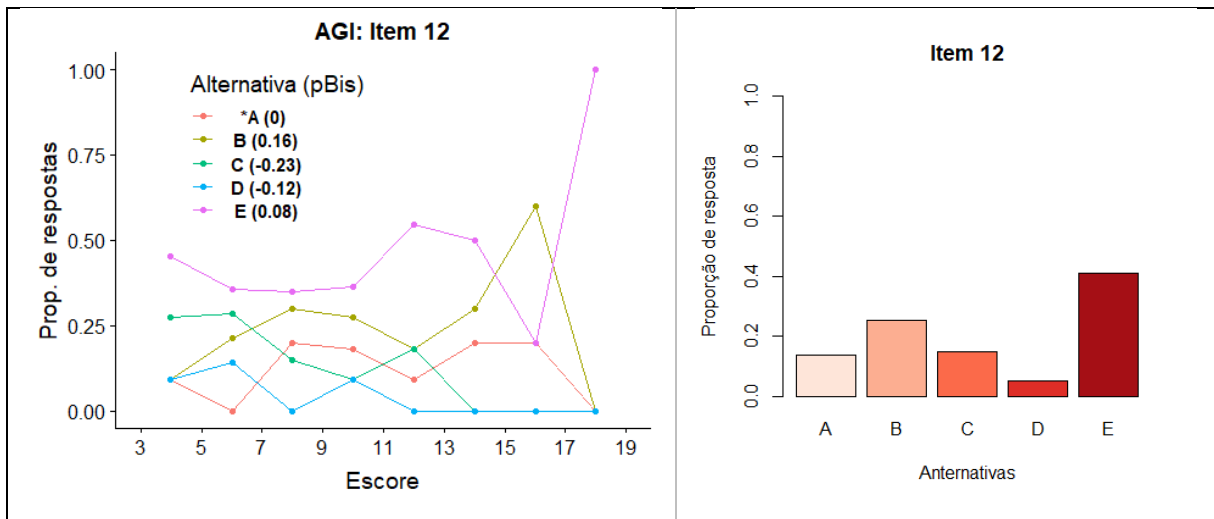 AGI: Item 12
Prop. de respostas
1.00
0.75
0.50
0.25
0.00
Alternativa (pBis)
*A (0)
B (0.16)
C (-0.23)
D (-0.12)
E (0.08)
3 5 7 9 11 13 15 17 19
Escore
Item 12
Proporção de resposta
1.0
0.8
0.6
0.4
0.2
0.0
A B C D E
Anternativas